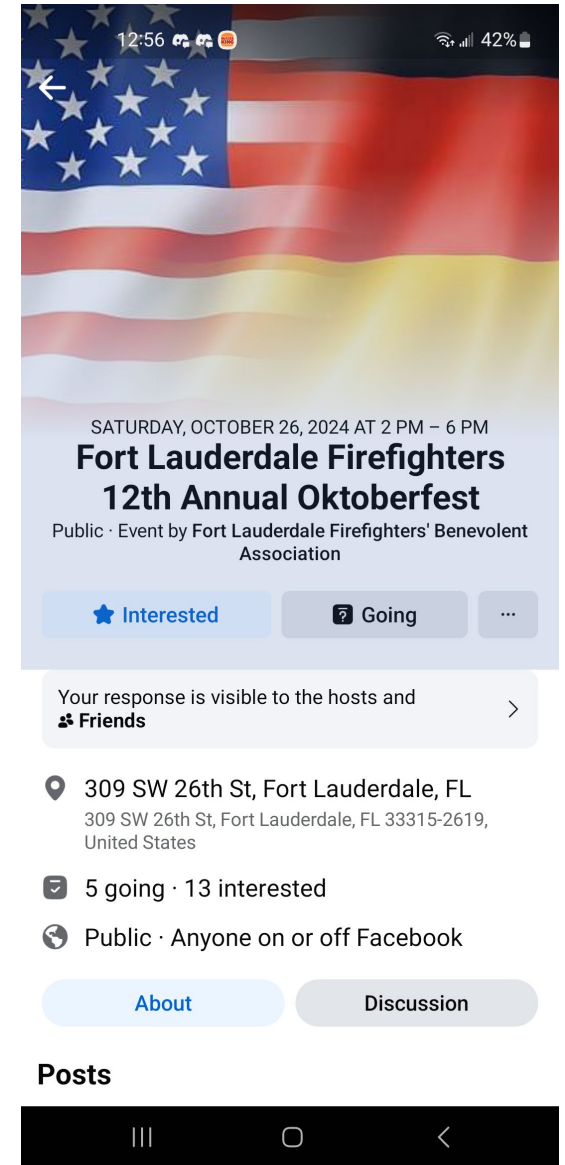 12:56
42%
SATURDAY, OCTOBER 26, 2024 AT 2 PM – 6 PM
Fort Lauderdale Firefighters
12th Annual Oktoberfest
Public · Event by Fort Lauderdale Firefighters' Benevolent
Association
Interested
Going
Your response is visible to the hosts and
Friends
309 SW 26th St, Fort Lauderdale, FL
309 SW 26th St, Fort Lauderdale, FL 33315-2619,
United States
5 going · 13 interested
Public · Anyone on or off Facebook
About
Discussion
Posts